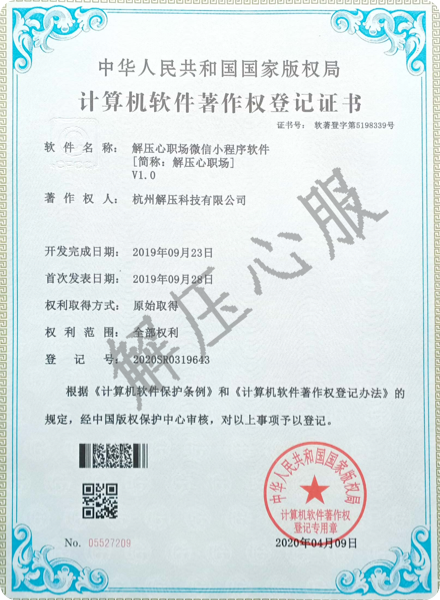 中华人民共和国国家版权局
计算机软件著作权登记证书
证书号： 软著登字第5198339号
软件名称： 解压心职场微信小程序软件
[简称：解压心职场]
V1.0
著作权人： 杭州解压科技有限公司
开发完成日期： 2019年09月23日
首次发表日期： 2019年09月28日
权利取得方式： 原始取得
权利范围： 全部权利
登记号： 2020SR0319643
根据《计算机软件保护条例》和《计算机软件著作权登记办法》的
规定，经中国版权保护中心审核，对以上事项予以登记。
解压心服
中华人民共和国国家版权局
计算机软件著作权
登记专用章
No. 05527209
2020年04月09日